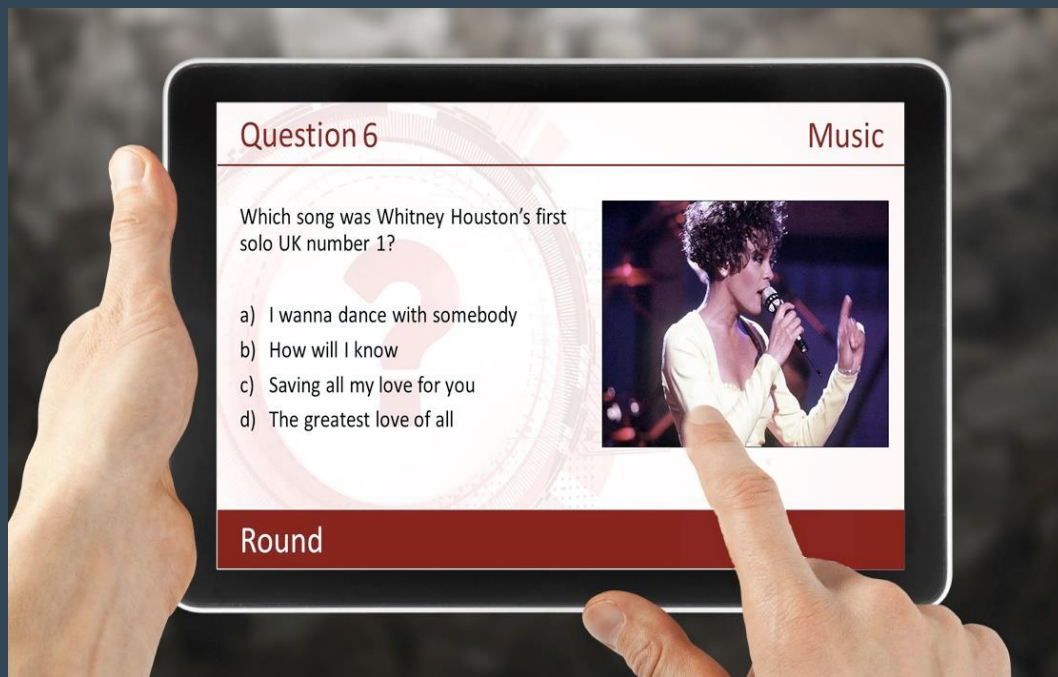 Question 6
Music
Which song was Whitney Houston's first
solo UK number 1?
a) I wanna dance with somebody
b) How will I know
c) Saving all my love for you
d) The greatest love of all
Round